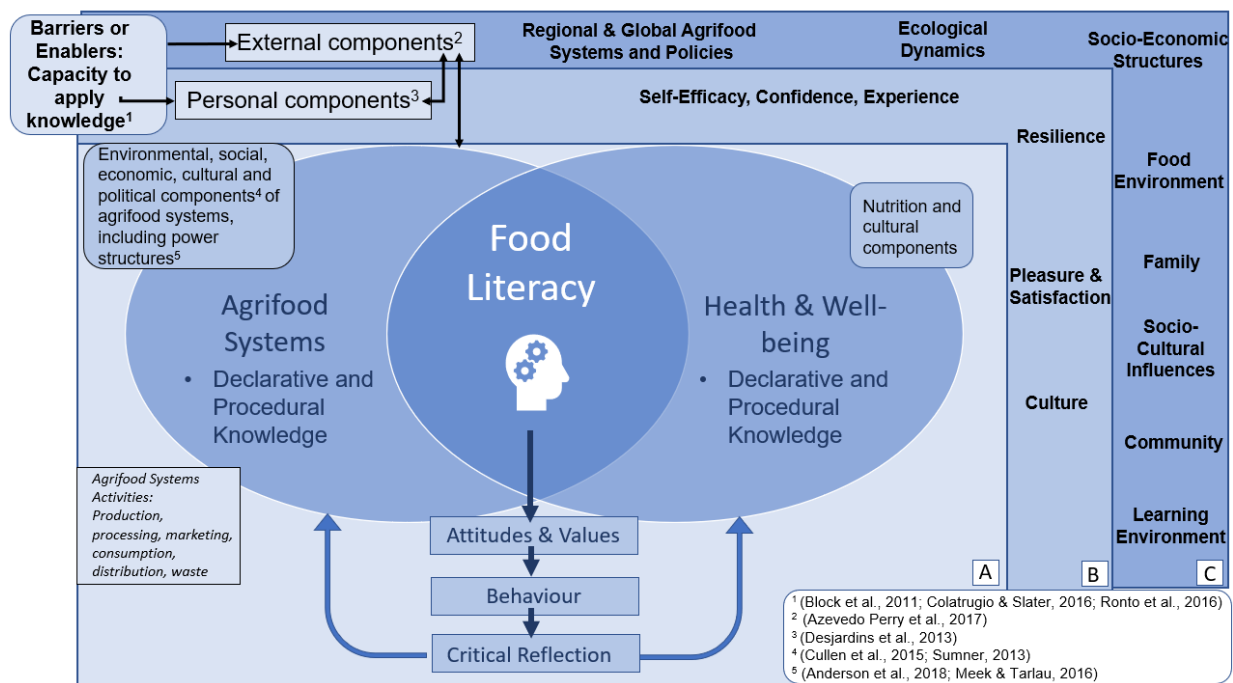 Barriers or
Enablers:
Capacity to
apply
knowledge¹
External components²
Personal components³
Regional & Global Agrifood
Systems and Policies
Ecological
Dynamics
Socio-Economic
Structures
Self-Efficacy, Confidence, Experience
Resilience
Pleasure &
Satisfaction
Culture
Food
Environment
Family
Socio-
Cultural
Influences
Community
Learning
Environment
Environmental, social,
economic, cultural and
political components⁴ of
agrifood systems,
including power
structures⁵
Nutrition and
cultural
components
Food
Literacy
Agrifood
Systems
• Declarative and
Procedural
Knowledge
Health & Well-
being
• Declarative and
Procedural
Knowledge
Agrifood Systems
Activities:
Production,
processing, marketing,
consumption,
distribution, waste
Attitudes & Values
Behaviour
Critical Reflection
A
B
C
¹ (Block et al., 2011; Colatrugio & Slater, 2016; Ronto et al., 2016)
² (Azevedo Perry et al., 2017)
³ (Desjardins et al., 2013)
⁴ (Cullen et al., 2015; Sumner, 2013)
⁵ (Anderson et al., 2018; Meek & Tarlau, 2016)